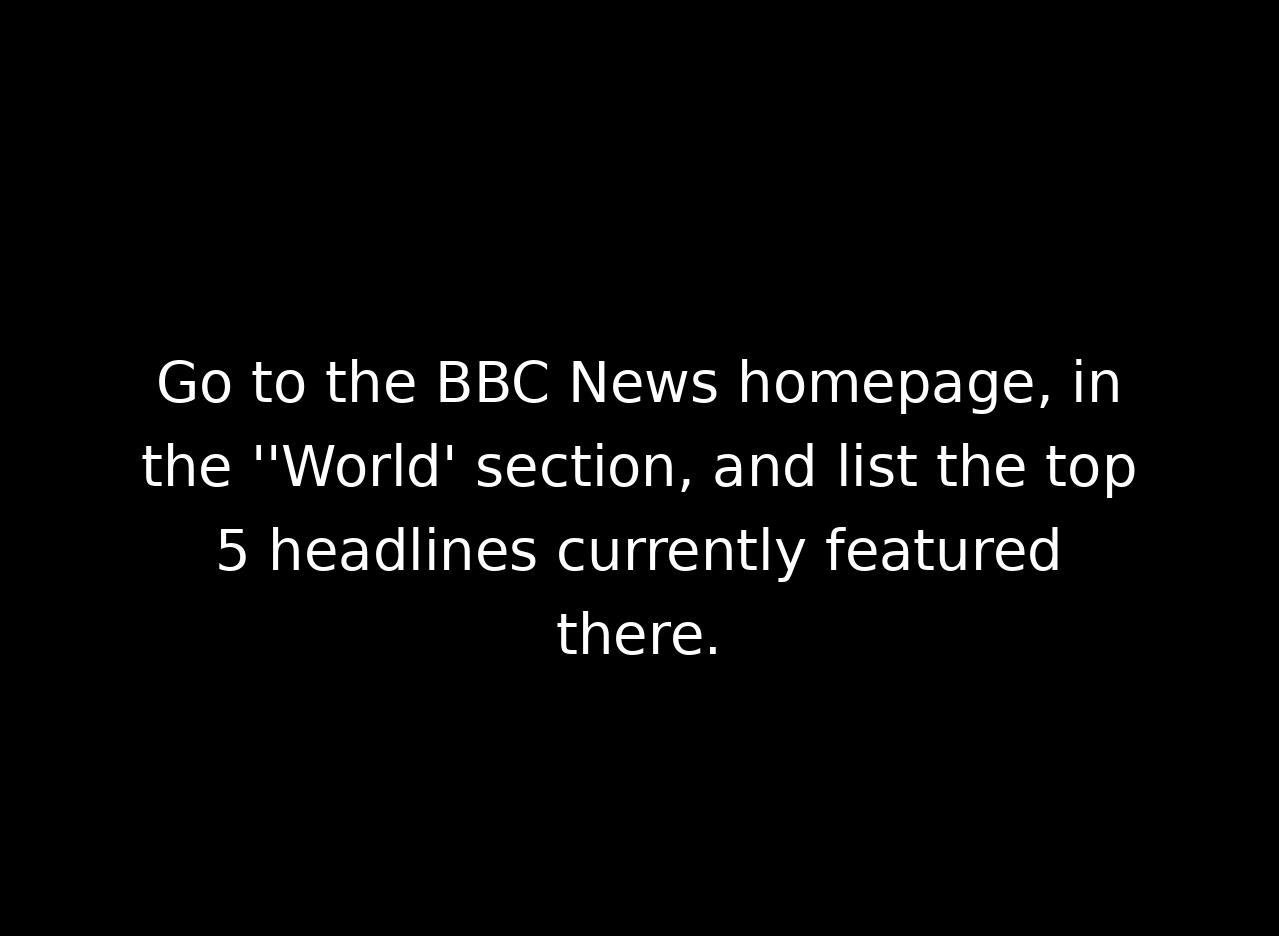 Go to the BBC News homepage, in
the ''World' section, and list the top
5 headlines currently featured
there.